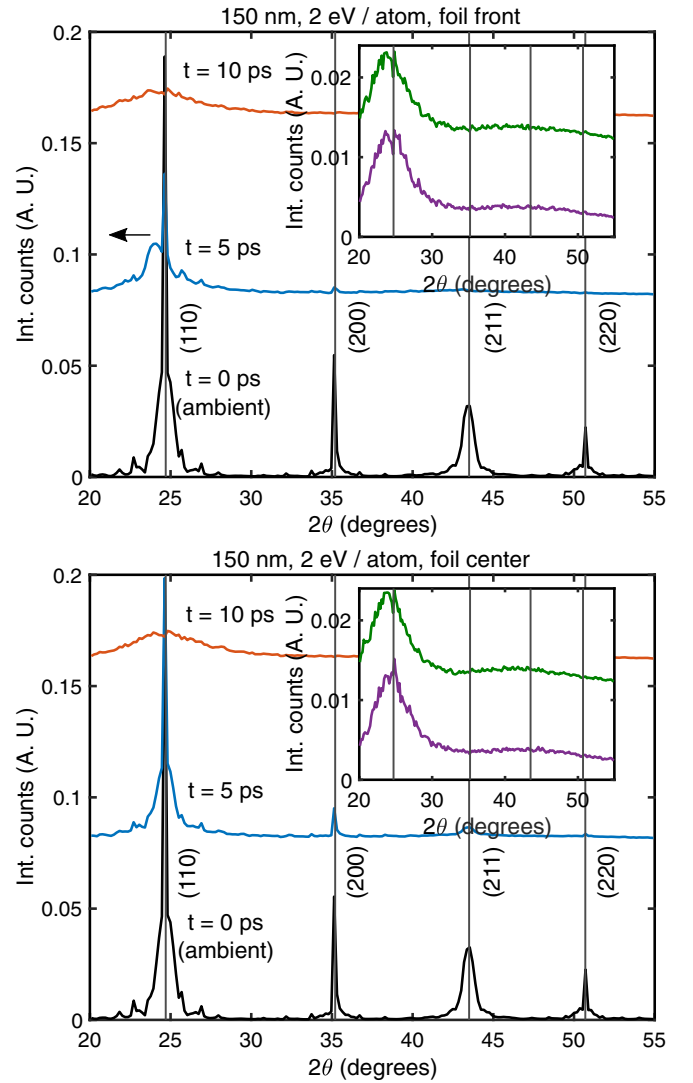 150 nm, 2 eV / atom, foil front
Int. counts (A. U.)
0.2
0.15
0.1
0.05
0
t = 10 ps
t = 5 ps
t = 0 ps
(ambient)
(110)
(200)
(211)
(220)
Int. counts (A. U.)
0.02
0.01
0
20 30 40 50
2θ (degrees)
20 25 30 35 40 45 50 55
2θ (degrees)
150 nm, 2 eV / atom, foil center
Int. counts (A. U.)
0.2
0.15
0.1
0.05
0
t = 10 ps
t = 5 ps
t = 0 ps
(ambient)
(110)
(200)
(211)
(220)
Int. counts (A. U.)
0.02
0.01
0
20 30 40 50
2θ (degrees)
20 25 30 35 40 45 50 55
2θ (degrees)